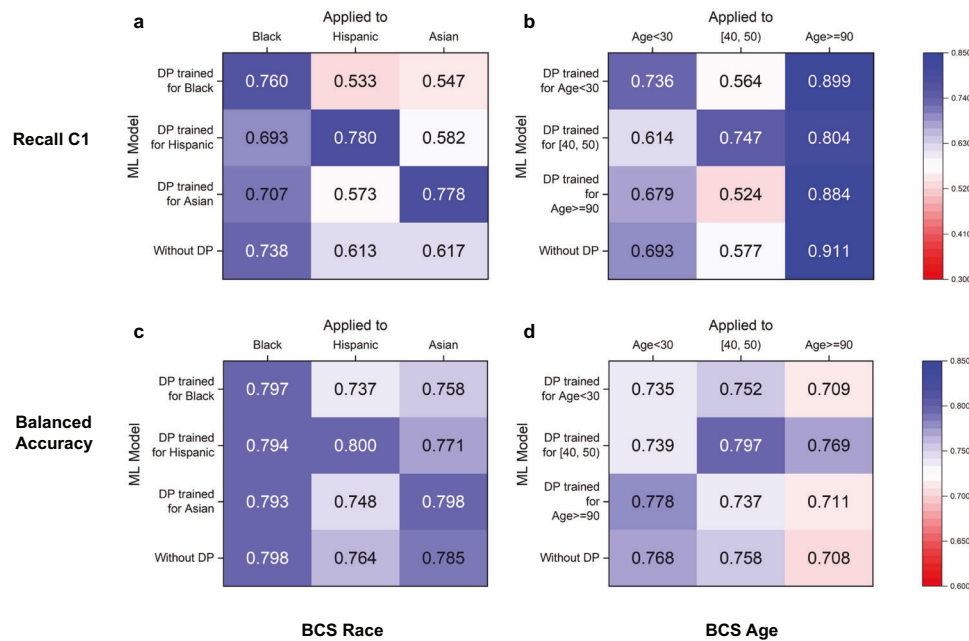 a
Applied to
Black Hispanic Asian
Recall C1
ML Model
DP trained
for Black
0.760 0.533 0.547
DP trained
for Hispanic
0.693 0.780 0.582
DP trained
for Asian
0.707 0.573 0.778
Without DP
0.738 0.613 0.617
b
Applied to
Age<30 [40, 50) Age>=90
ML Model
DP trained
for Age<30
0.736 0.564 0.899
DP trained
for [40, 50)
0.614 0.747 0.804
DP trained
for
Age>=90
0.679 0.524 0.884
Without DP
0.693 0.577 0.911
0.850
0.740
0.630
0.520
0.410
0.300
c
Applied to
Black Hispanic Asian
Balanced
Accuracy
ML Model
DP trained
for Black
0.797 0.737 0.758
DP trained
for Hispanic
0.794 0.800 0.771
DP trained
for Asian
0.793 0.748 0.798
Without DP
0.798 0.764 0.785
BCS Race
d
Applied to
Age<30 [40, 50) Age>=90
ML Model
DP trained
for Age<30
0.735 0.752 0.709
DP trained
for [40, 50)
0.739 0.797 0.769
DP trained
for
Age>=90
0.778 0.737 0.711
Without DP
0.768 0.758 0.708
BCS Age
0.850
0.800
0.750
0.700
0.650
0.600